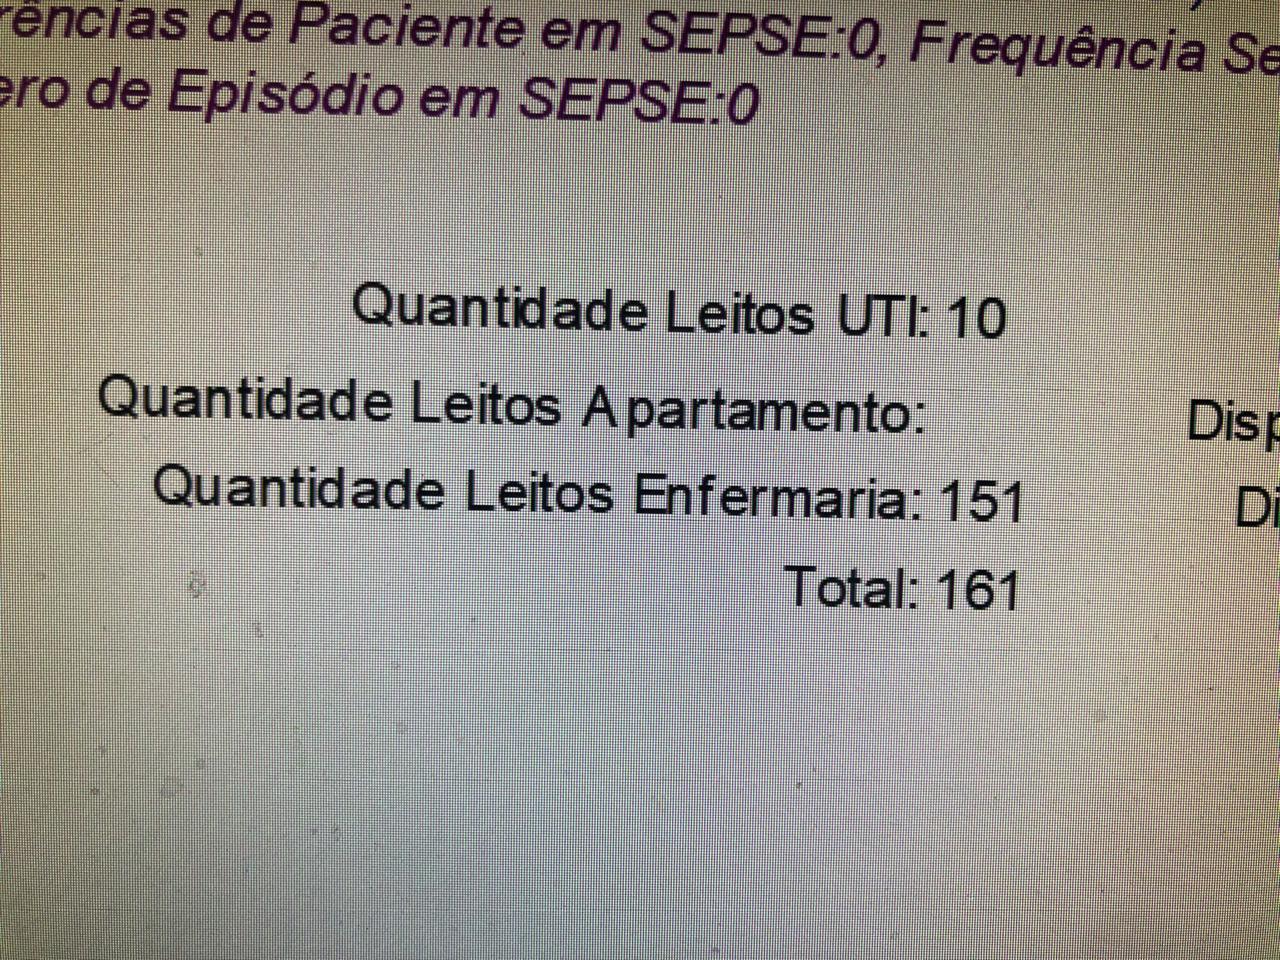 rências de Paciente em SEPSE:0, Frequência Se
ero de Episódio em SEPSE:0
Quantidade Leitos UTI: 10
Quantidade Leitos Apartamento: Disp
Quantidade Leitos Enfermaria: 151 Di
Total: 161